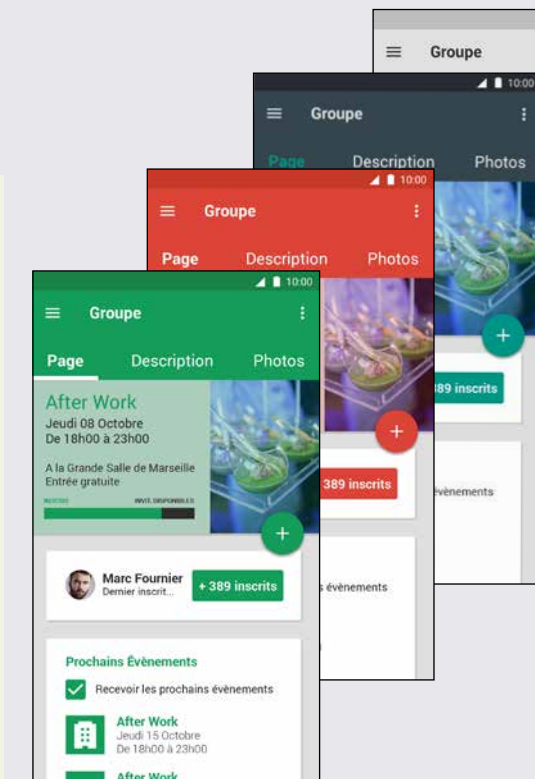 Groupe
10:00
Groupe
Page Description Photos
10:00
Groupe
Page Description Photos
10:00
Groupe
Page Description Photos
After Work
Jeudi 08 Octobre
De 18h00 à 23h00
A la Grande Salle de Marseille
Entrée gratuite
INSCRITS INVIT. DISPONIBLES
+
Marc Fournier
Dernier inscrit...
+ 389 inscrits
Prochains Évènements
Recevoir les prochains évènements
After Work
Jeudi 15 Octobre
De 18h00 à 23h00
After Work
+
389 inscrits
évènements
+
389 inscrits
évènements